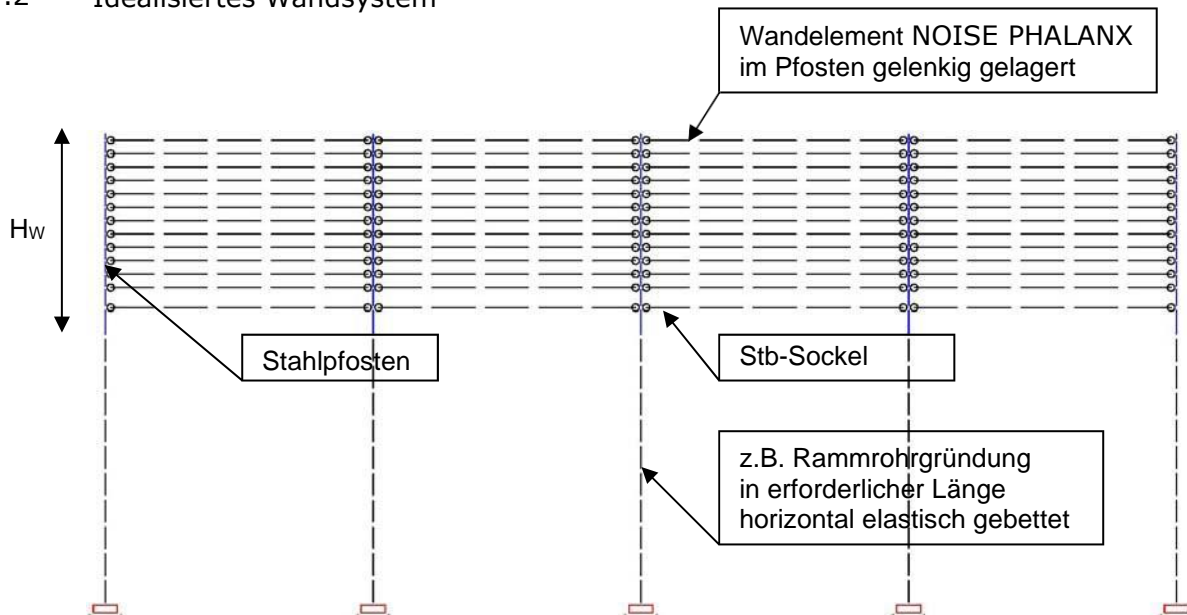 .2 Idealisiertes Wandsystem
Wandelement NOISE PHALANX
im Pfosten gelenkig gelagert
HW
Stahlpfosten
Stb-Sockel
z.B. Rammrohrgründung
in erforderlicher Länge
horizontal elastisch gebettet